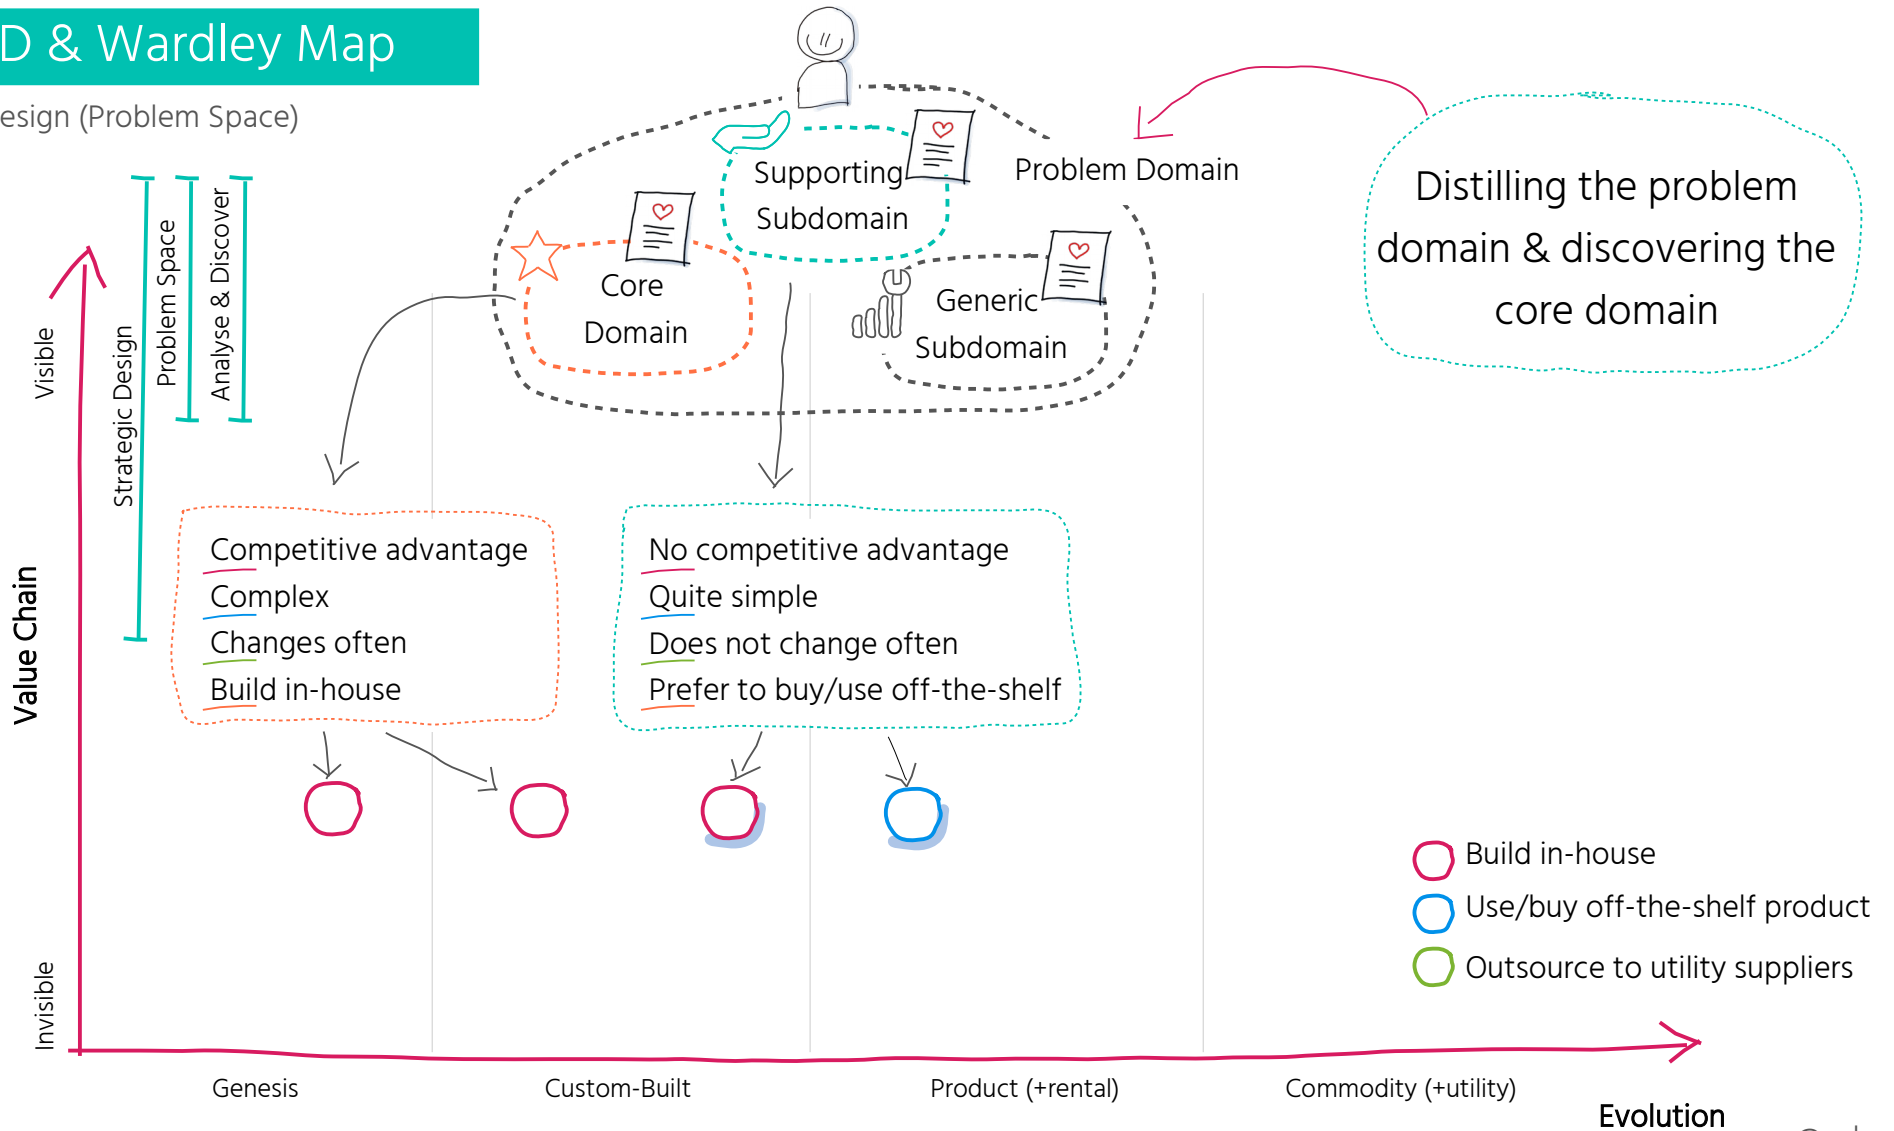 D & Wardley Map
esign (Problem Space)
Supporting
Subdomain
Problem Domain
Core
Domain
Generic
Subdomain
Distilling the problem
domain & discovering the
core domain
Strategic Design
Problem Space
Analyse & Discover
Visible
Value Chain
Invisible
Competitive advantage
Complex
Changes often
Build in-house
No competitive advantage
Quite simple
Does not change often
Prefer to buy/use off-the-shelf
Build in-house
Use/buy off-the-shelf product
Outsource to utility suppliers
Genesis
Custom-Built
Product (+rental)
Commodity (+utility)
Evolution